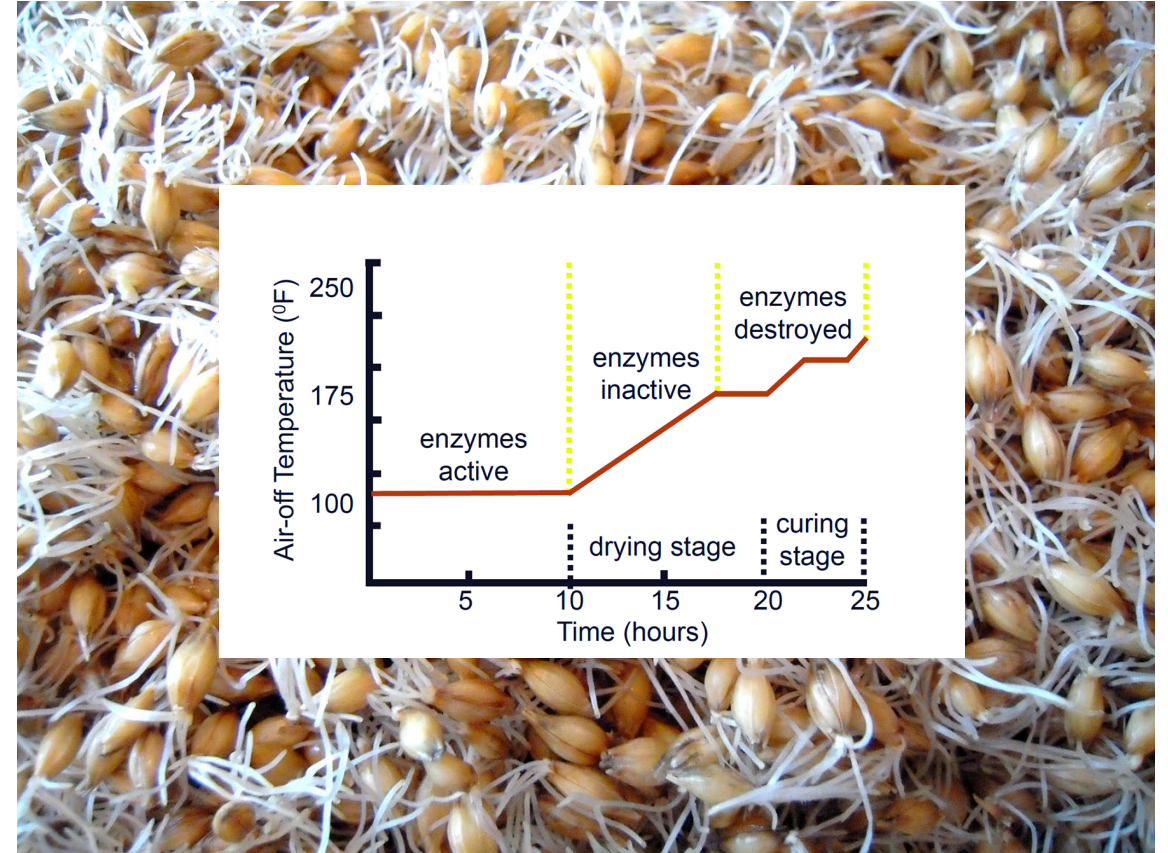 250
175
100
Air-off Temperature (⁰F)
enzymes
active
enzymes
inactive
enzymes
destroyed
drying stage
curing
stage
5 10 15 20 25
Time (hours)